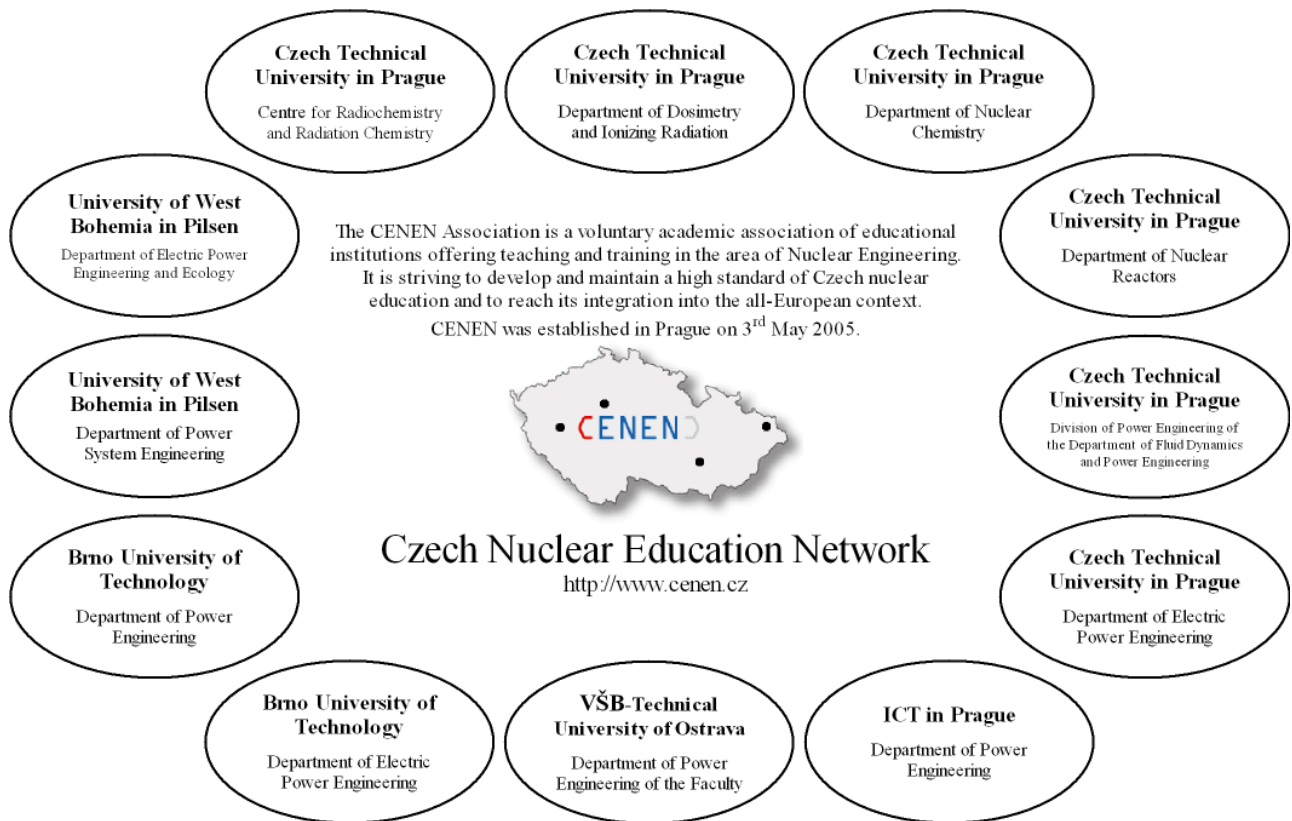 Czech Technical
University in Prague
Centre for Radiochemistry
and Radiation Chemistry
Czech Technical
University in Prague
Department of Dosimetry
and Ionizing Radiation
Czech Technical
University in Prague
Department of Nuclear
Chemistry
University of West
Bohemia in Pilsen
Department of Electric Power
Engineering and Ecology
The CENEN Association is a voluntary academic association of educational
institutions offering teaching and training in the area of Nuclear Engineering.
It is striving to develop and maintain a high standard of Czech nuclear
education and to reach its integration into the all-European context.
CENEN was established in Prague on 3rd May 2005.
Czech Technical
University in Prague
Department of Nuclear
Reactors
University of West
Bohemia in Pilsen
Department of Power
System Engineering
CENEN
Czech Technical
University in Prague
Division of Power Engineering of
the Department of Fluid Dynamics
and Power Engineering
Brno University of
Technology
Department of Power
Engineering
Czech Nuclear Education Network
http://www.cenen.cz
Czech Technical
University in Prague
Department of Electric
Power Engineering
Brno University of
Technology
Department of Electric
Power Engineering
VŠB-Technical
University of Ostrava
Department of Power
Engineering of the Faculty
ICT in Prague
Department of Power
Engineering